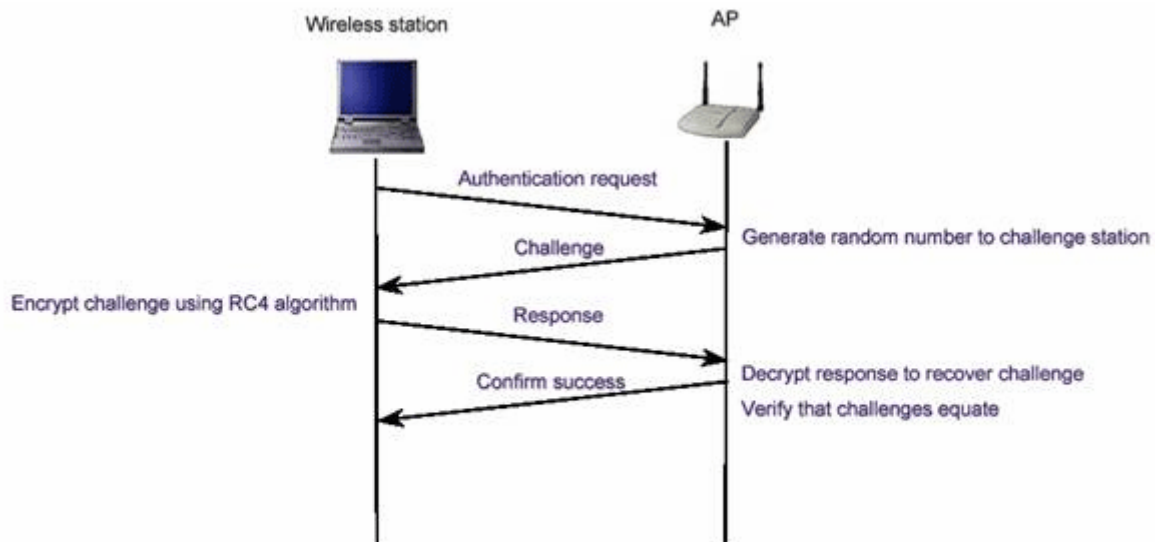 Wireless station
AP
Authentication request
Generate random number to challenge station
Challenge
Encrypt challenge using RC4 algorithm
Response
Decrypt response to recover challenge
Confirm success
Verify that challenges equate